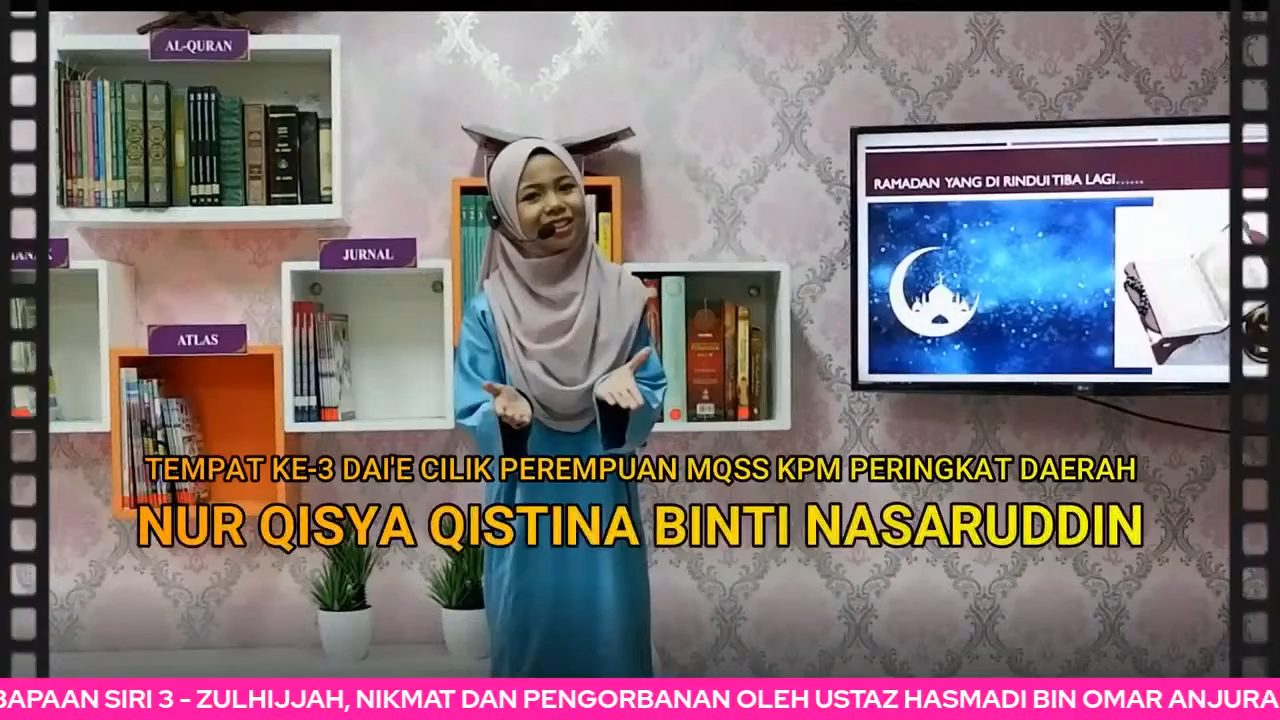 AL-QURAN
RAMADAN YANG DI RINDUI TIBA LAGI......
JURNAL
ATLAS
TEMPAT KE-3 DAI'E CILIK PEREMPUAN MQSS KPM PERINGKAT DAERAH
NUR QISYA QISTINA BINTI NASARUDDIN
BAPAAN SIRI 3 - ZULHIJJAH, NIKMAT DAN PENGORBANAN OLEH USTAZ HASMADI BIN OMAR ANJURA